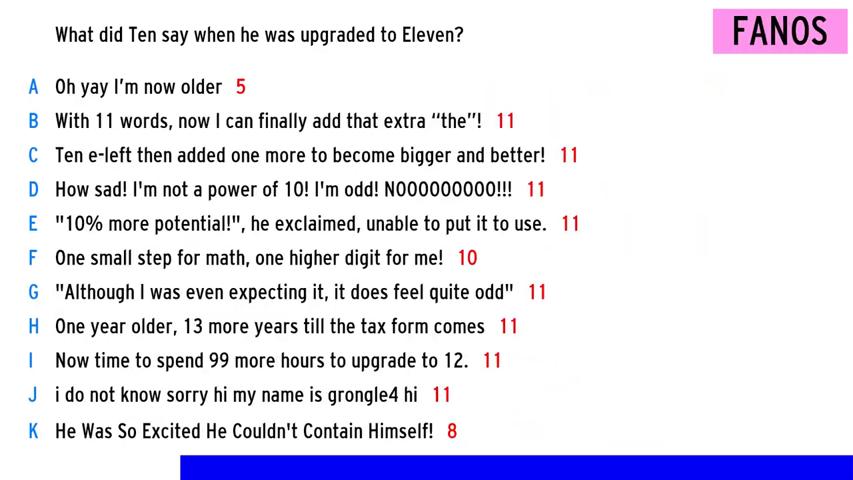 What did Ten say when he was upgraded to Eleven?
FANOS
A Oh yay I'm now older 5
B With 11 words, now I can finally add that extra “the”! 11
C Ten e-left then added one more to become bigger and better! 11
D How sad! I'm not a power of 10! I'm odd! NOOOOOOOOO!!! 11
E "10% more potential!", he exclaimed, unable to put it to use. 11
F One small step for math, one higher digit for me! 10
G "Although I was even expecting it, it does feel quite odd" 11
H One year older, 13 more years till the tax form comes 11
I Now time to spend 99 more hours to upgrade to 12. 11
J i do not know sorry hi my name is grongle4 hi 11
K He Was So Excited He Couldn't Contain Himself! 8